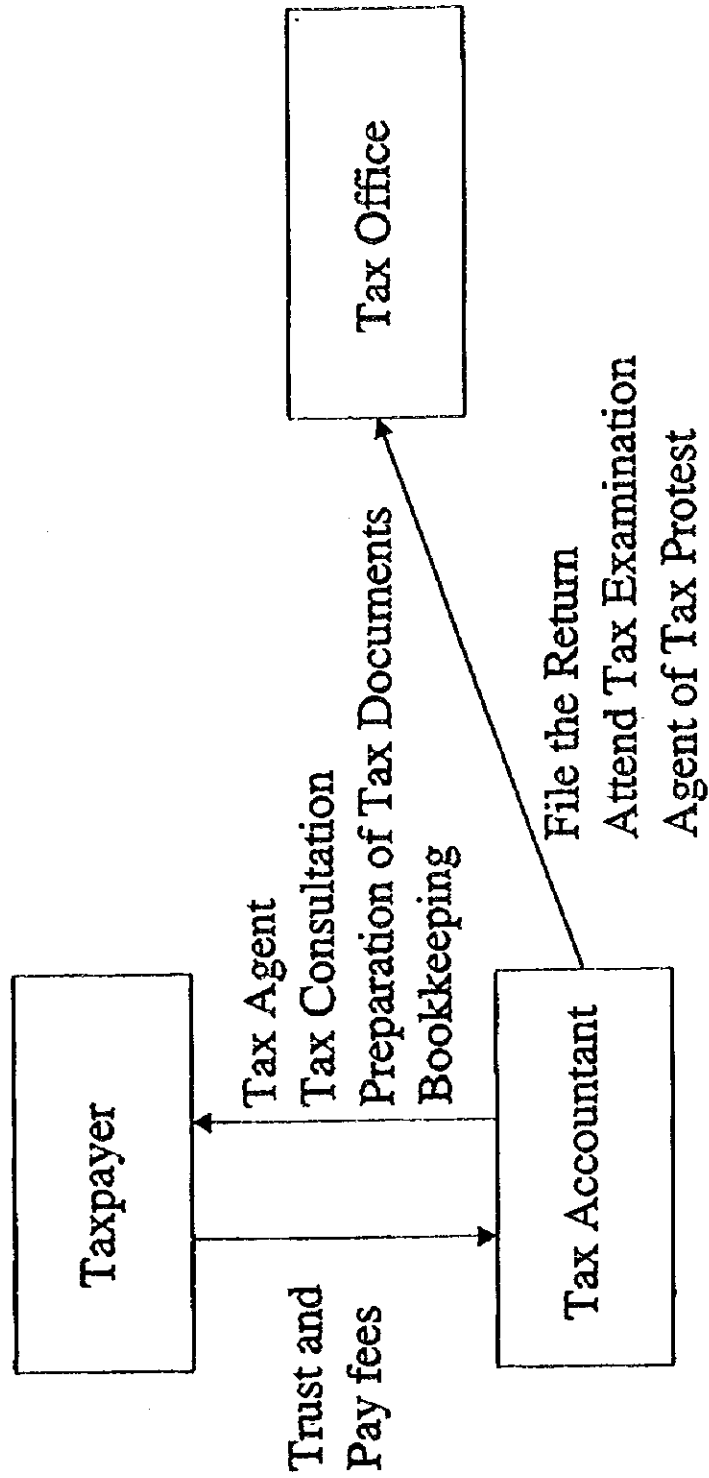 Taxpayer
Trust and
Pay fees
Tax Agent
Tax Consultation
Preparation of Tax Documents
Bookkeeping
Tax Accountant
Tax Office
File the Return
Attend Tax Examination
Agent of Tax Protest